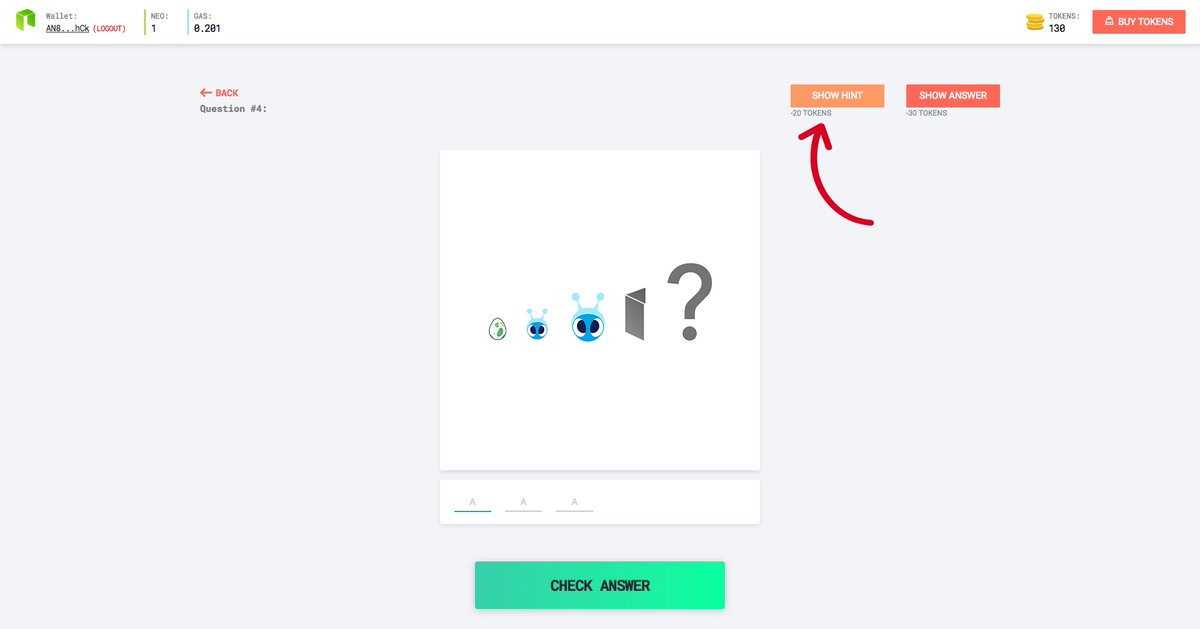 Wallet:
AN8...hCk (LOGOUT)
NEO:
1
GAS:
0.201
TOKENS:
130
BUY TOKENS
BACK
Question #4:
SHOW HINT
-20 TOKENS
SHOW ANSWER
-30 TOKENS
?
A A A
CHECK ANSWER